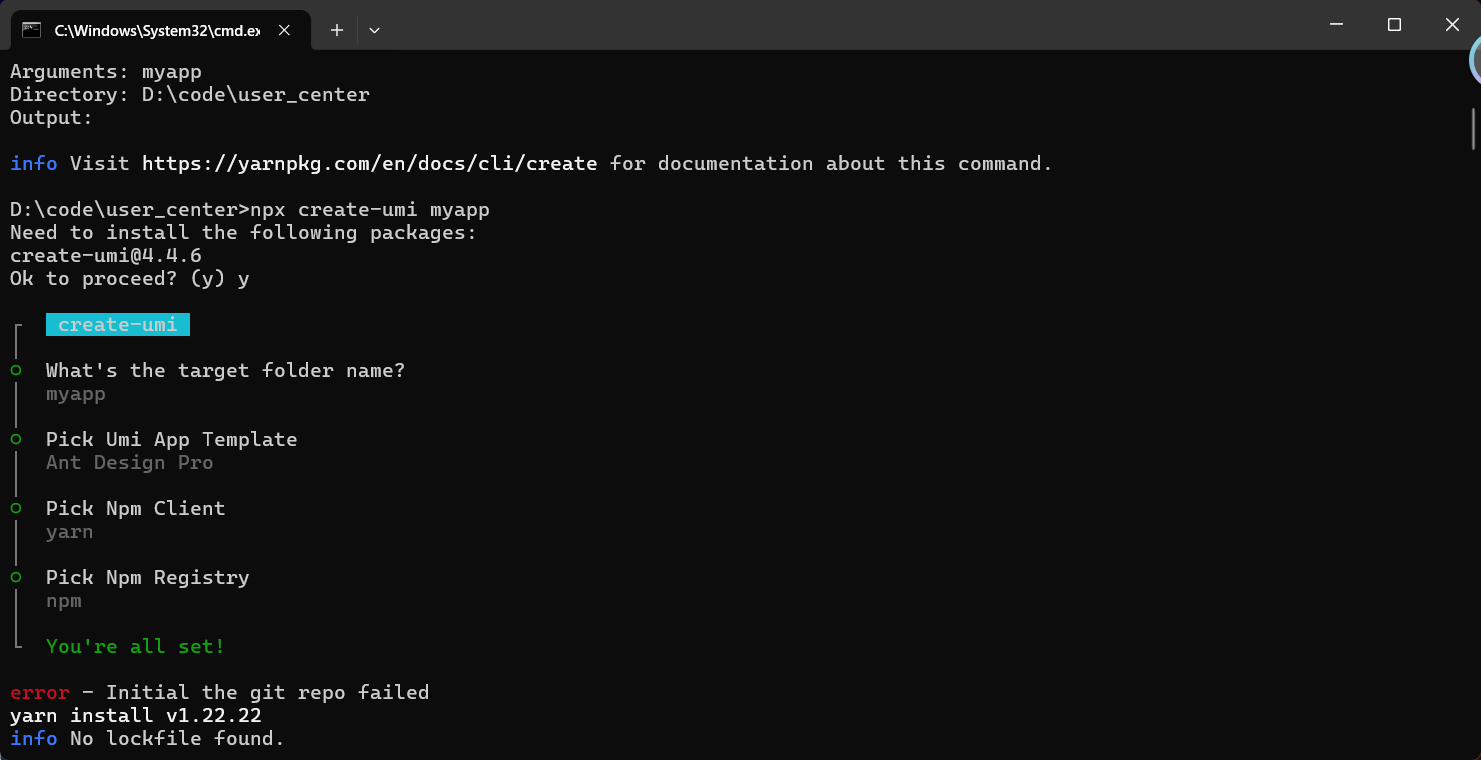 C:\Windows\System32\cmd.ex
Arguments: myapp
Directory: D:\code\user_center
Output:
info Visit https://yarnpkg.com/en/docs/cli/create for documentation about this command.
D:\code\user_center>npx create-umi myapp
Need to install the following packages:
create-umi@4.4.6
Ok to proceed? (y) y
create-umi
What's the target folder name?
myapp
Pick Umi App Template
Ant Design Pro
Pick Npm Client
yarn
Pick Npm Registry
npm
You're all set!
error - Initial the git repo failed
yarn install v1.22.22
info No lockfile found.